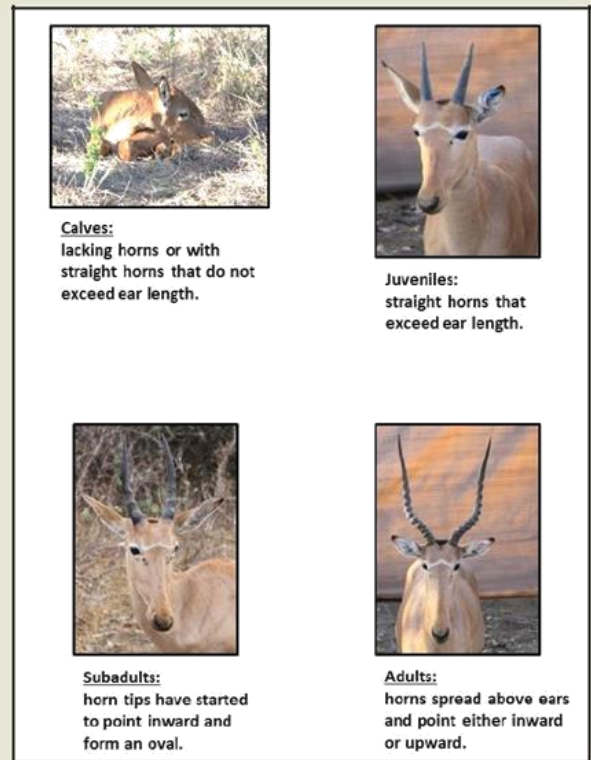 Calves:
lacking horns or with
straight horns that do not
exceed ear length.
Juveniles:
straight horns that
exceed ear length.
Subadults:
horn tips have started
to point inward and
form an oval.
Adults:
horns spread above ears
and point either inward
or upward.